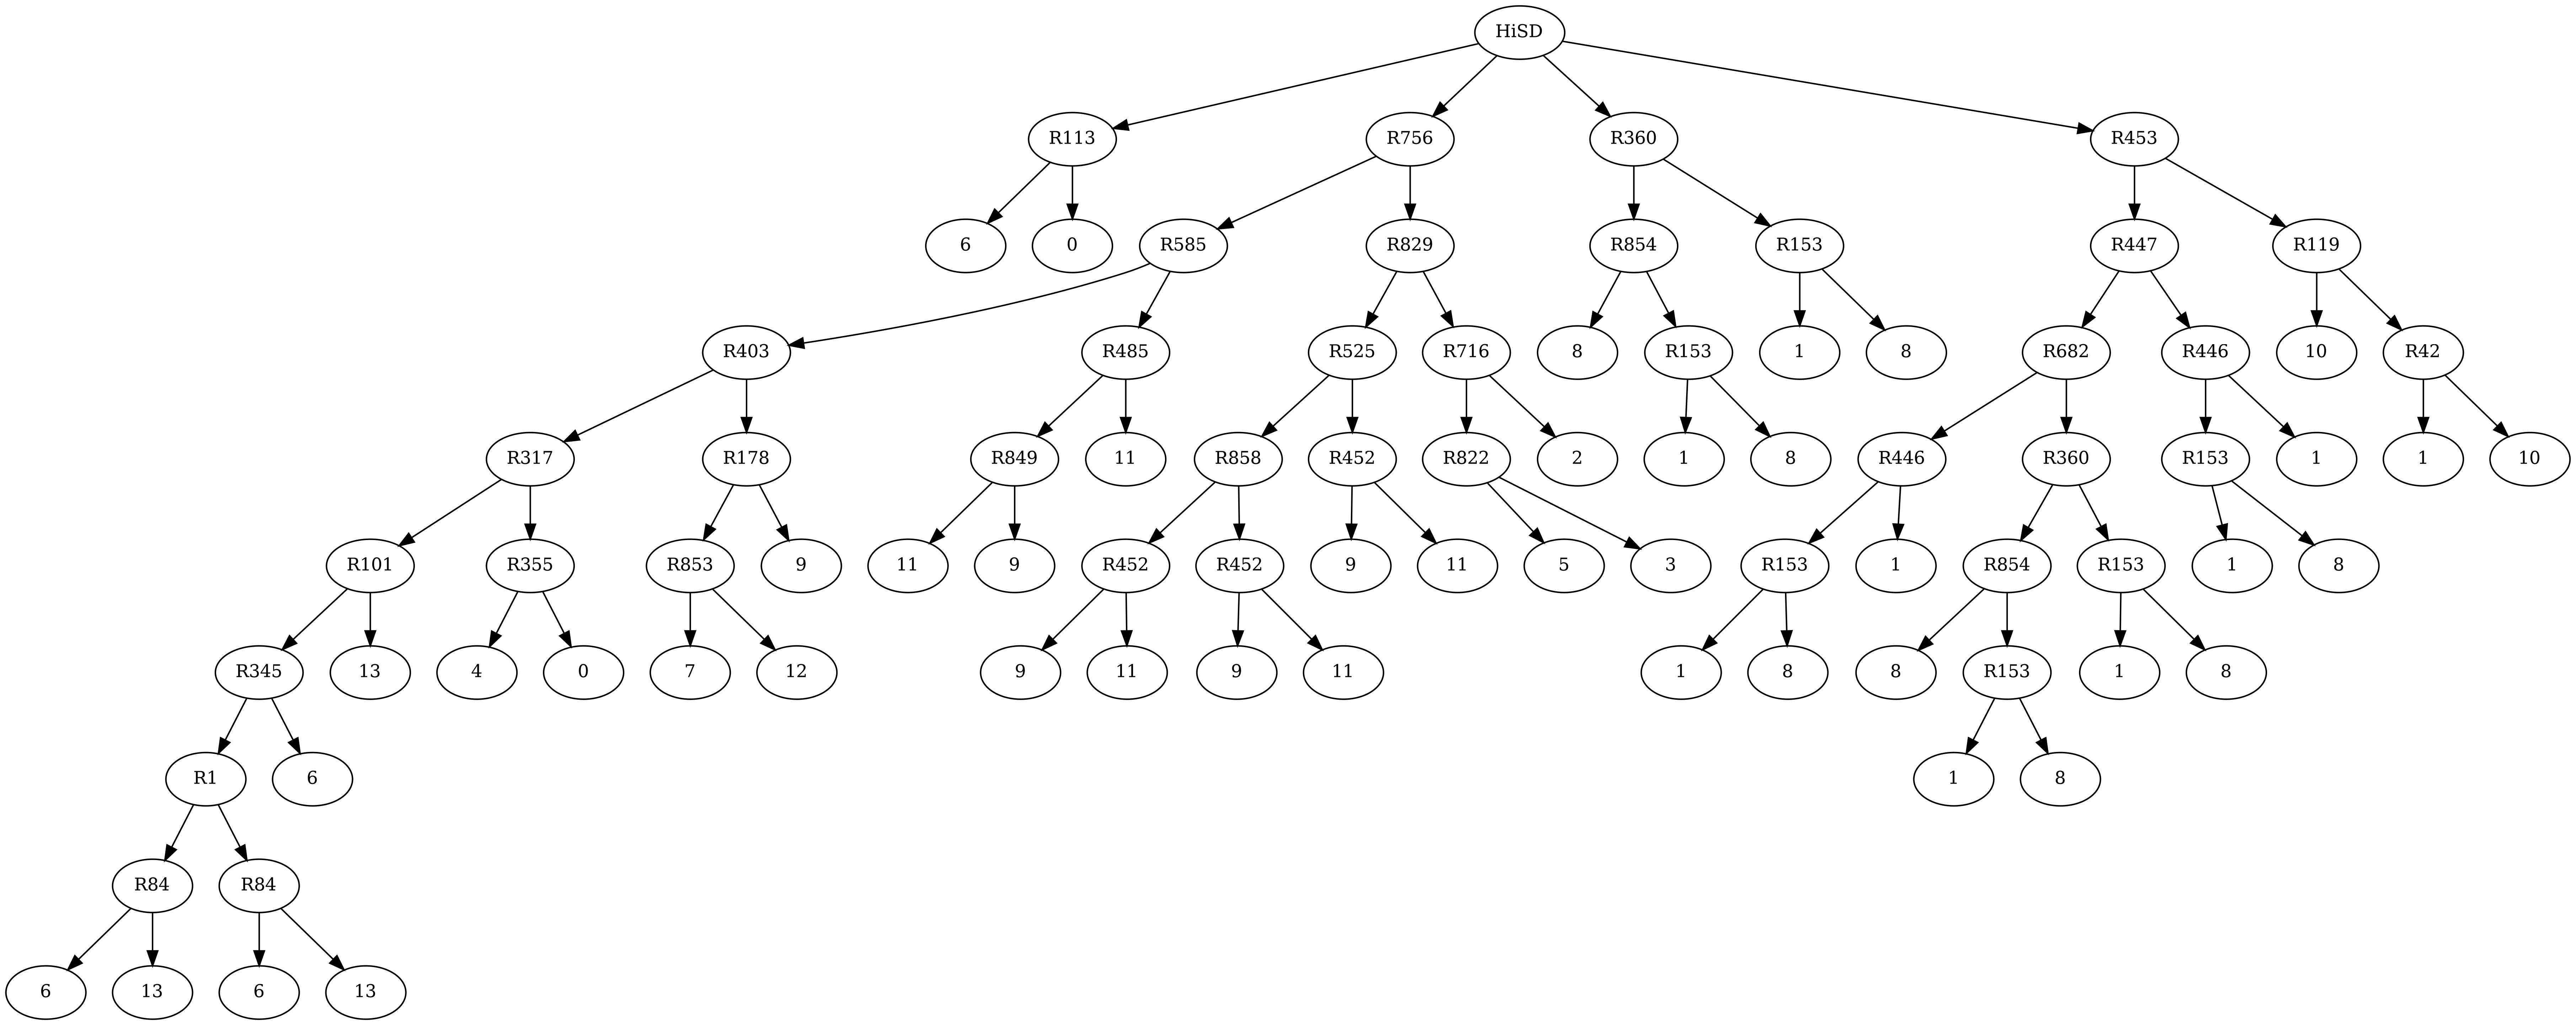 HiSD
R113 R756 R360 R453
6 0 R585 R829 R854 R153 R447 R119
R403 R485 R525 R716 8 R153 1 8 R682 R446 10 R42
R317 R178 R849 11 R858 R452 R822 2 1 8 R446 R360 R153 1 1 10
R101 R355 R853 9 11 9 R452 R452 9 11 5 3 R153 1 R854 R153 1 8
R345 13 4 0 7 12 9 11 9 11 1 8 8 R153 1 8
R1 6 1 8
R84 R84
6 13 6 13